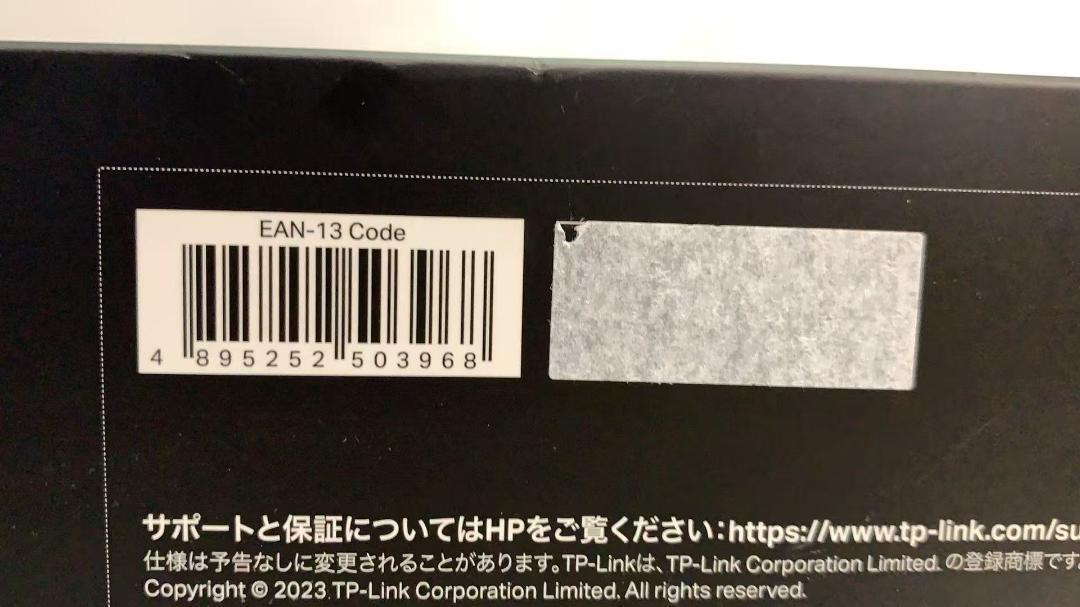 EAN-13 Code
4 895252 503968
サポートと保証についてはHPをご覧ください:https://www.tp-link.com/su
仕様は予告なしに変更されることがあります。TP-Linkは、TP-Link Corporation Limited. の登録商標です。
Copyright © 2023 TP-Link Corporation Limited. All rights reserved.